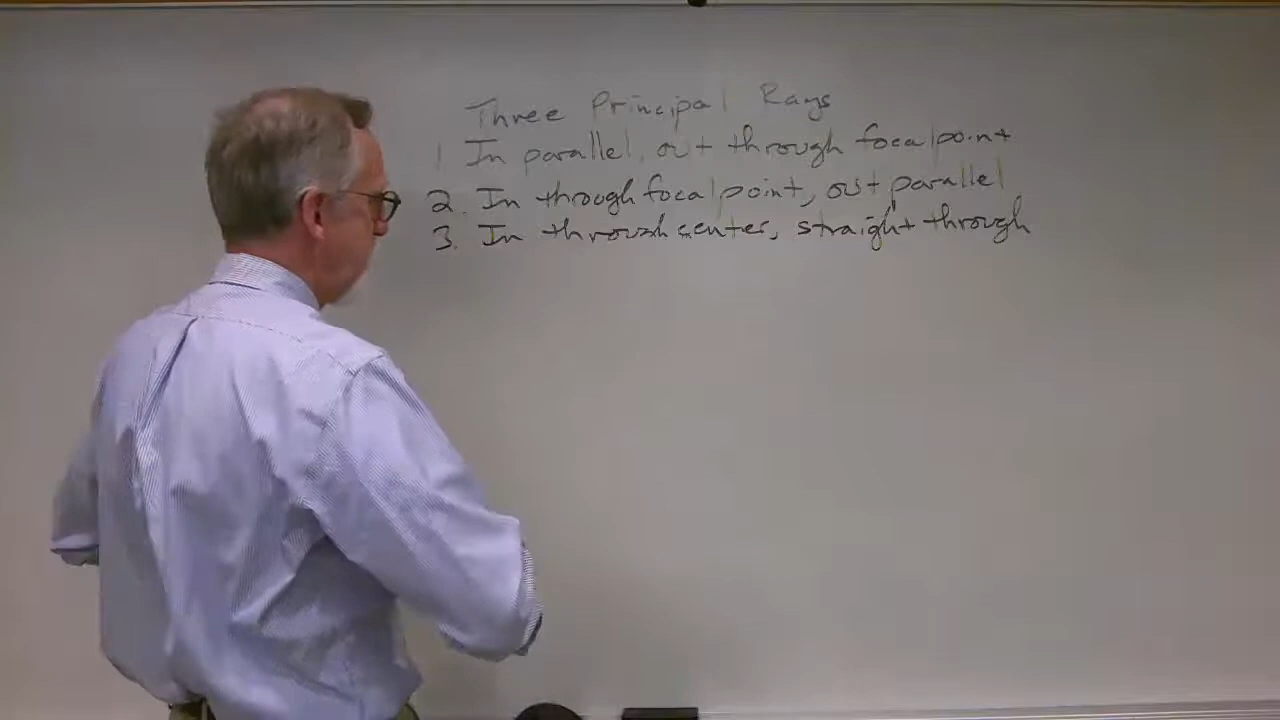 Three Principal Rays
1 In parallel, out through focal point
2. In through focal point, out parallel
3. In through center, straight through